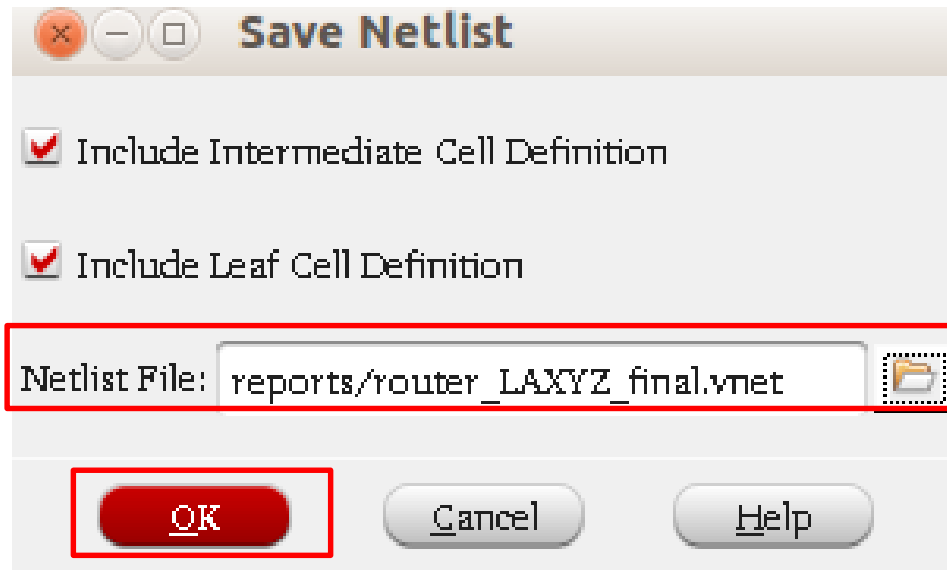 Save Netlist
Include Intermediate Cell Definition
Include Leaf Cell Definition
Netlist File: reports/router_LAXYZ_final.vnet
OK Cancel Help